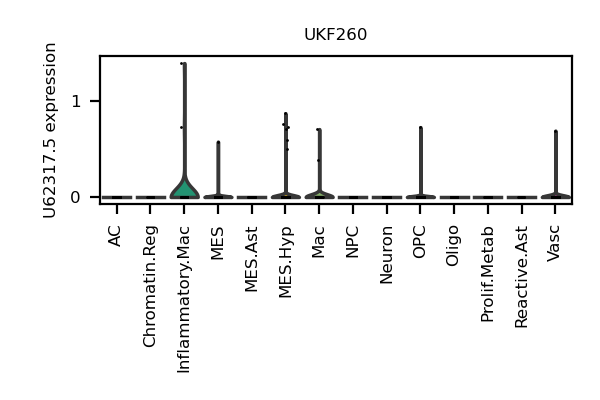 UKF260
U62317.5 expression
1
0
AC
Chromatin.Reg
Inflammatory.Mac
MES
MES.Ast
MES.Hyp
Mac
NPC
Neuron
OPC
Oligo
Prolif.Metab
Reactive.Ast
Vasc